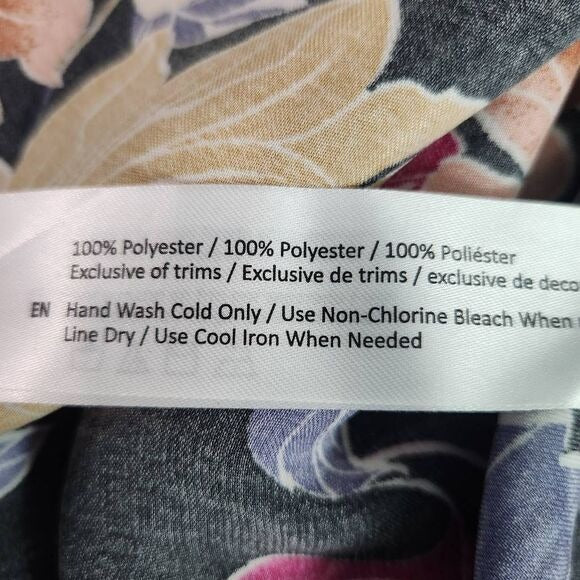 100% Polyester / 100% Polyester / 100% Poliéster
Exclusive of trims / Exclusive de trims / exclusive de deco
EN Hand Wash Cold Only / Use Non-Chlorine Bleach When
Line Dry / Use Cool Iron When Needed